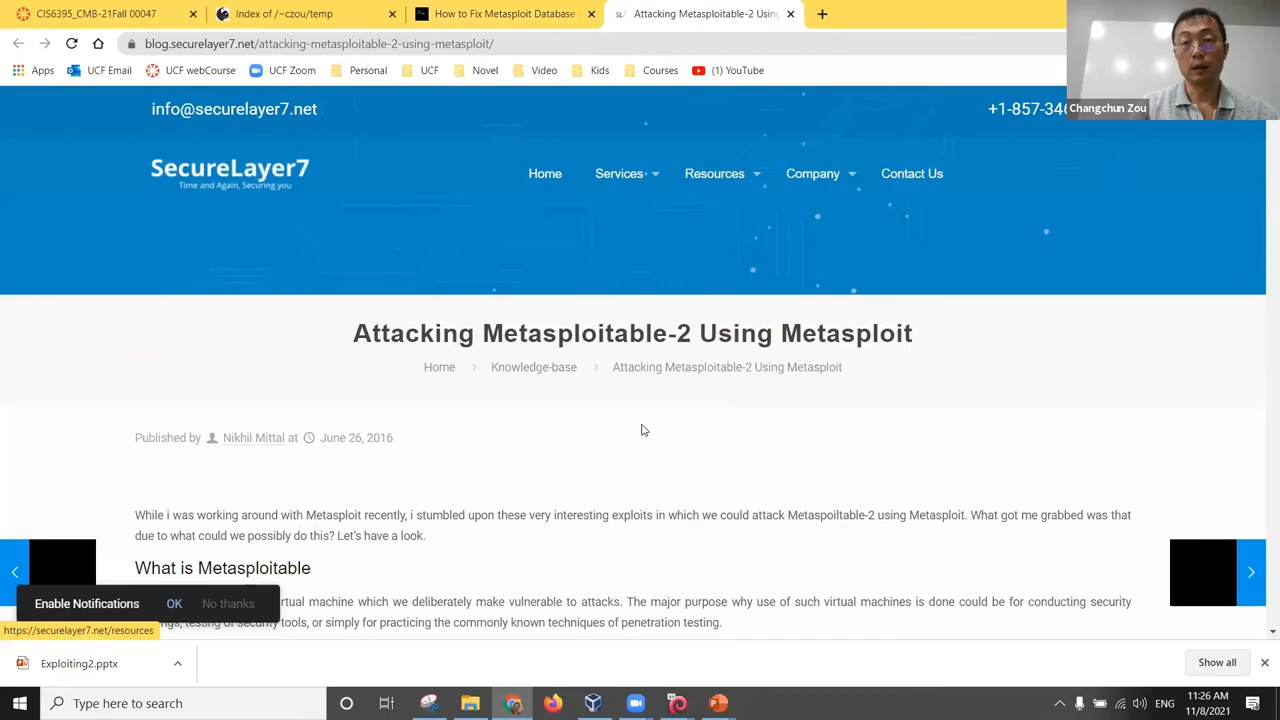 CIS6395_CMB-21Fall 00047
Index of /~czou/temp
How to Fix Metasploit Database
Attacking Metasploitable-2 Usin
blog.securelayer7.net/attacking-metasploitable-2-using-metasploit/
Apps
UCF Email
UCF webCourse
UCF Zoom
Personal
UCF
Novel
Video
Kids
Courses
(1) YouTube
Changchun Zou
info@securelayer7.net
+1-857-346
SecureLayer7
Time and Again, Securing you
Home
Services
Resources
Company
Contact Us
Attacking Metasploitable-2 Using Metasploit
Home
Knowledge-base
Attacking Metasploitable-2 Using Metasploit
Published by Nikhil Mittal at June 26, 2016
While i was working around with Metasploit recently, i stumbled upon these very interesting exploits in which we could attack Metaspoiltable-2 using Metasploit. What got me grabbed was that
due to what could we possibly do this? Let's have a look.
What is Metasploitable
rtual machine which we deliberately make vulnerable to attacks. The major purpose why use of such virtual machines is done could be for conducting security
tools, or simply for practicing the commonly known techniques of penetration testing.
Enable Notifications
OK
No thanks
https://securelayer7.net/resources
Exploiting2.pptx
Show all
Type here to search
ENG
11:26 AM
11/8/2021